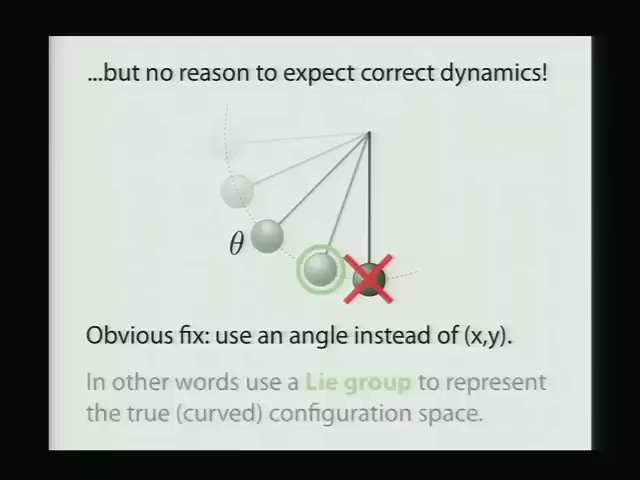 ...but no reason to expect correct dynamics!
θ
Obvious fix: use an angle instead of (x,y).
In other words use a Lie group to represent
the true (curved) configuration space.